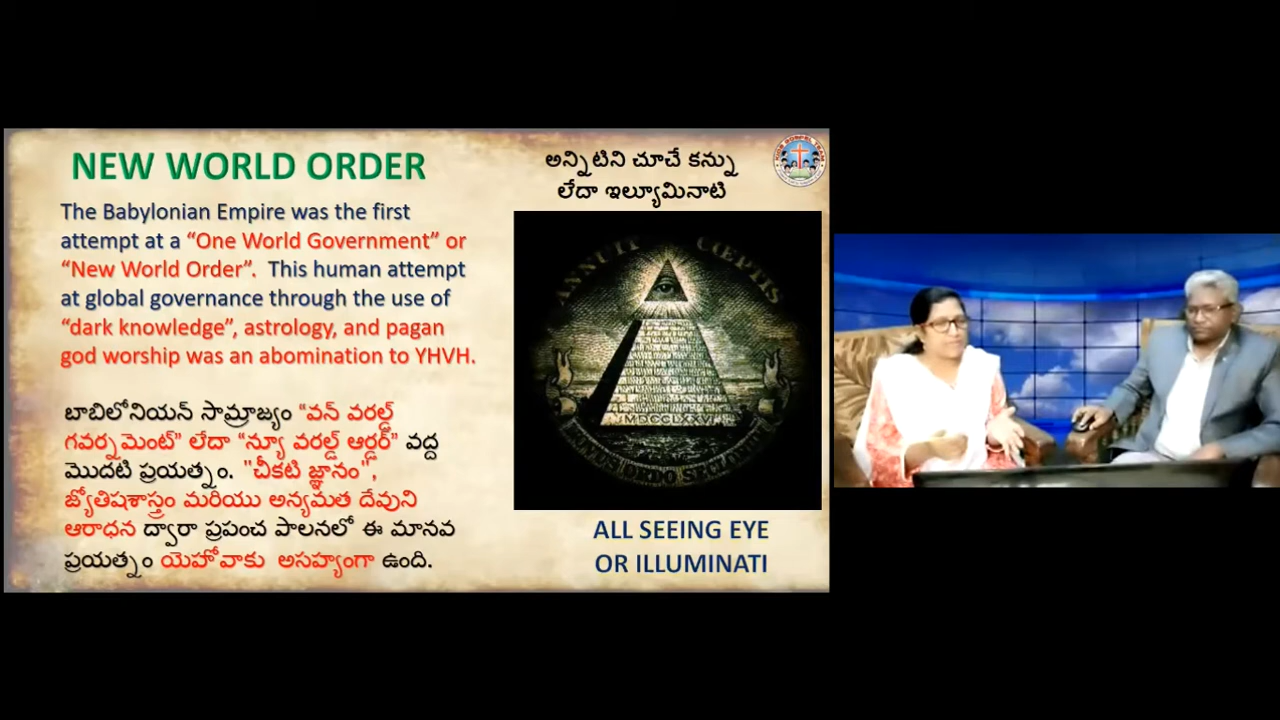 NEW WORLD ORDER
The Babylonian Empire was the first
attempt at a “One World Government” or
“New World Order”. This human attempt
at global governance through the use of
“dark knowledge”, astrology, and pagan
god worship was an abomination to YHVH.
బాబిలోనియన్ సామ్రాజ్యం “వన్ వరల్డ్
గవర్నమెంట్” లేదా “న్యూ వరల్డ్ ఆర్డర్” వద్ద
మొదటి ప్రయత్నం. "చీకటి జ్ఞానం",
జ్యోతిషశాస్త్రం మరియు అన్యమత దేవుని
ఆరాధన ద్వారా ప్రపంచ పాలనలో ఈ మానవ
ప్రయత్నం యెహోవాకు అసహ్యంగా ఉంది.
అన్నిటిని చూచే కన్ను
లేదా ఇల్యూమినాటి
ANNUIT CŒPTIS
MDCCLXXVI
ALL SEEING EYE
OR ILLUMINATI